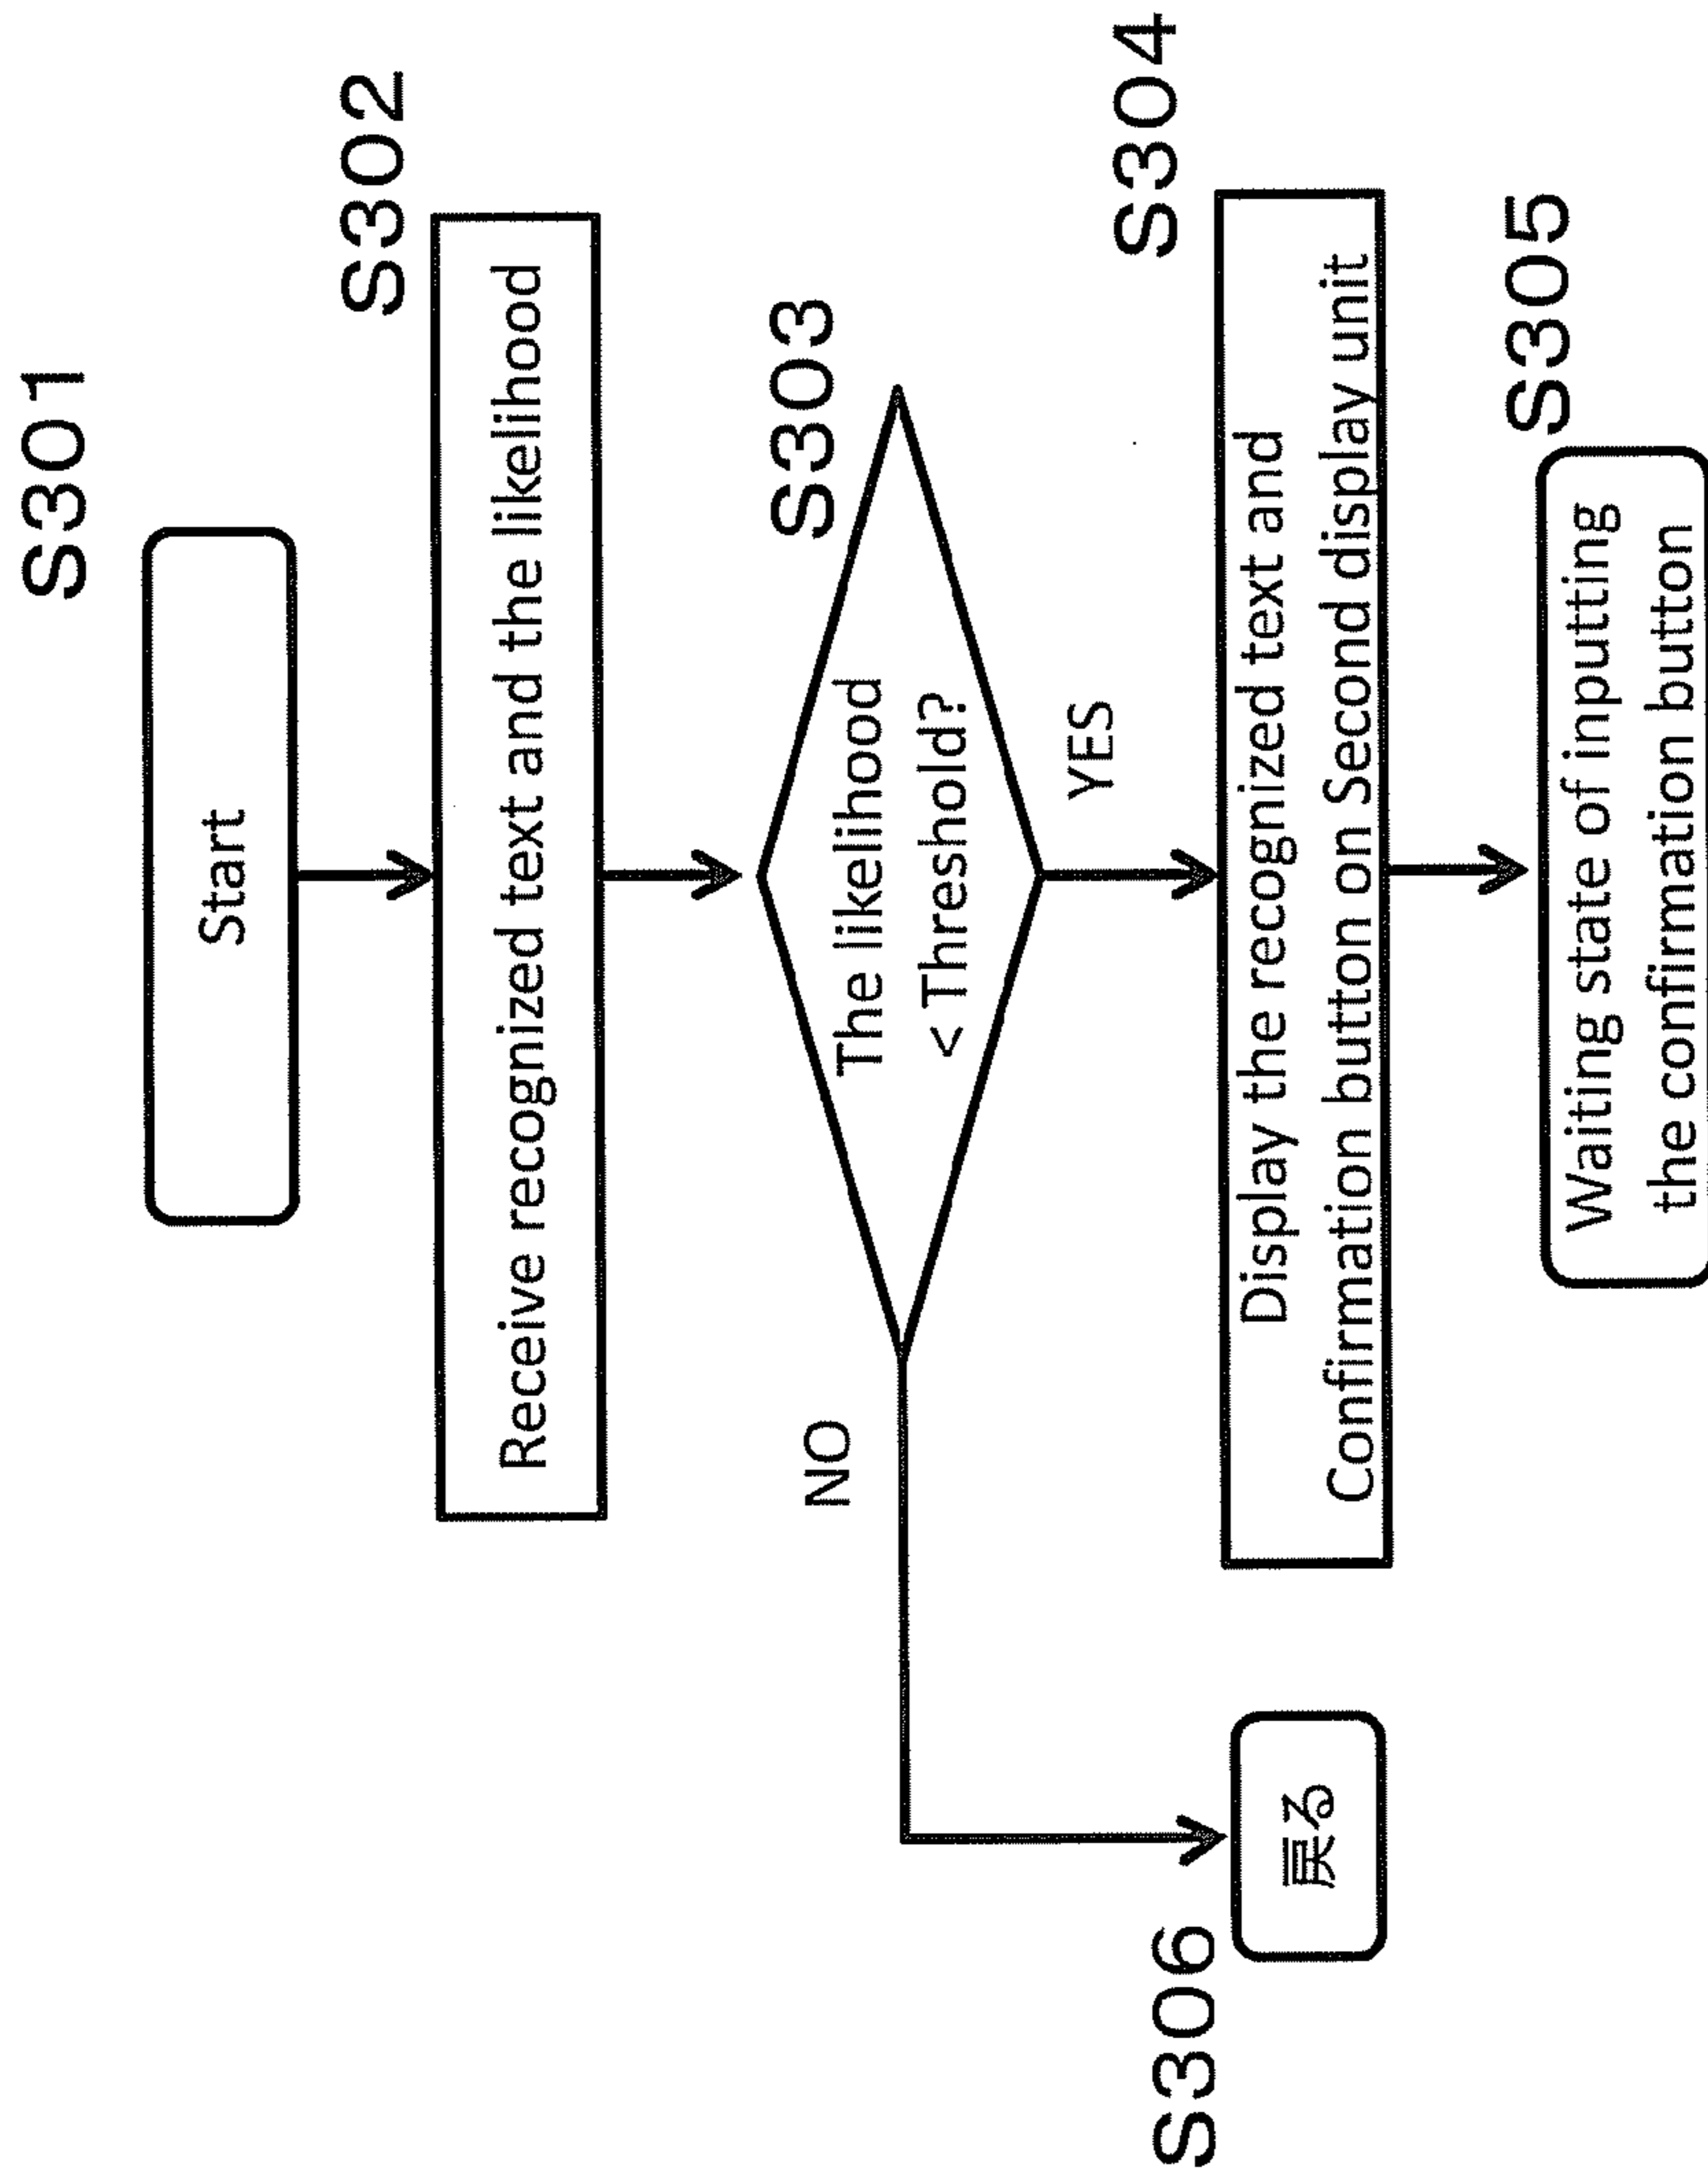 S301
Start
S302
Receive recognized text and the likelihood
S303
The likelihood
< Threshold?
NO
YES
S304
Display the recognized text and
Confirmation button on Second display unit
S306
戻る
S305
Waiting state of inputting
the confirmation button